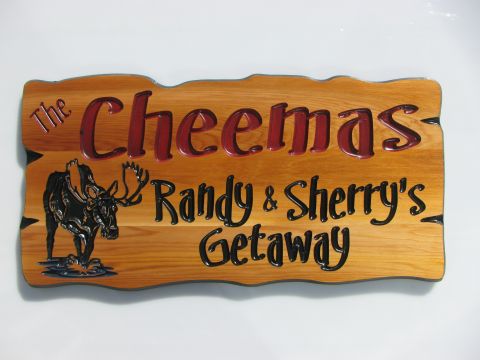 The Cheemas
Randy & Sherry's
Getaway